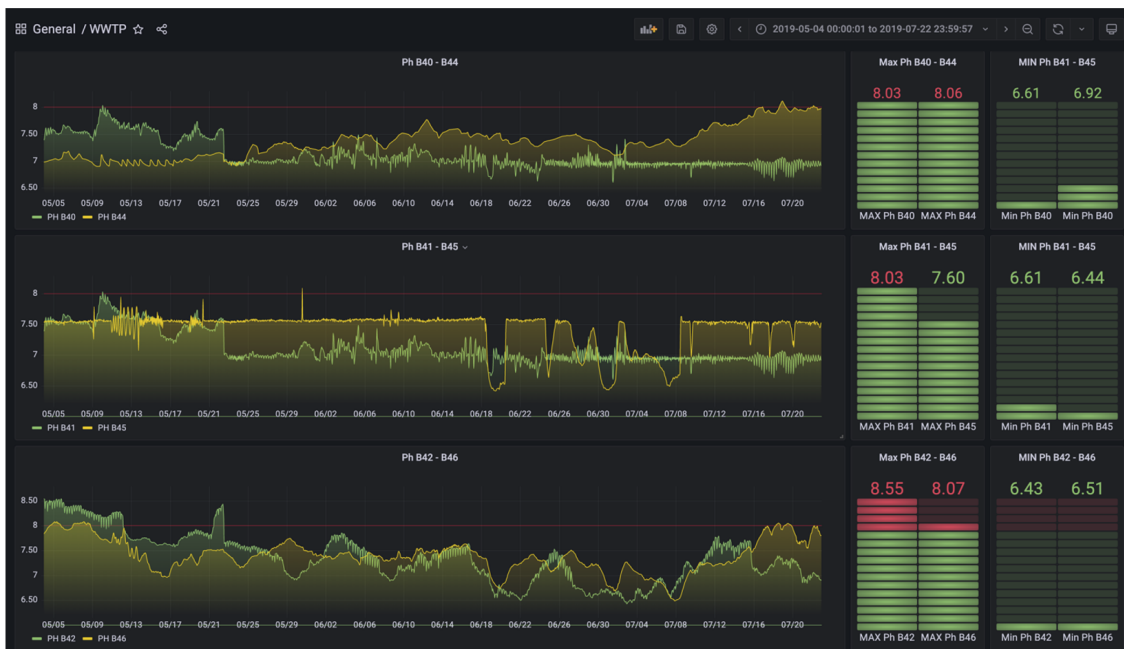 General / WWTP
2019-05-04 00:00:01 to 2019-07-22 23:59:57
Ph B40 - B44
8
7.50
7
6.50
05/05 05/09 05/13 05/17 05/21 05/25 05/29 06/02 06/06 06/10 06/14 06/18 06/22 06/26 06/30 07/04 07/08 07/12 07/16 07/20
PH B40 PH B44
Max Ph B40 - B44
8.03 8.06
MAX Ph B40 MAX Ph B44
MIN Ph B41 - B45
6.61 6.92
Min Ph B40 Min Ph B40
Ph B41 - B45
8
7.50
7
6.50
05/05 05/09 05/13 05/17 05/21 05/25 05/29 06/02 06/06 06/10 06/14 06/18 06/22 06/26 06/30 07/04 07/08 07/12 07/16 07/20
PH B41 PH B45
Max Ph B41 - B45
8.03 7.60
MAX Ph B41 MAX Ph B45
MIN Ph B41 - B45
6.61 6.44
Min Ph B41 Min Ph B45
Ph B42 - B46
8.50
8
7.50
7
6.50
05/05 05/09 05/13 05/17 05/21 05/25 05/29 06/02 06/06 06/10 06/14 06/18 06/22 06/26 06/30 07/04 07/08 07/12 07/16 07/20
PH B42 PH B46
Max Ph B42 - B46
8.55 8.07
MAX Ph B42 MAX Ph B46
MIN Ph B42 - B46
6.43 6.51
Min Ph B42 Min Ph B46